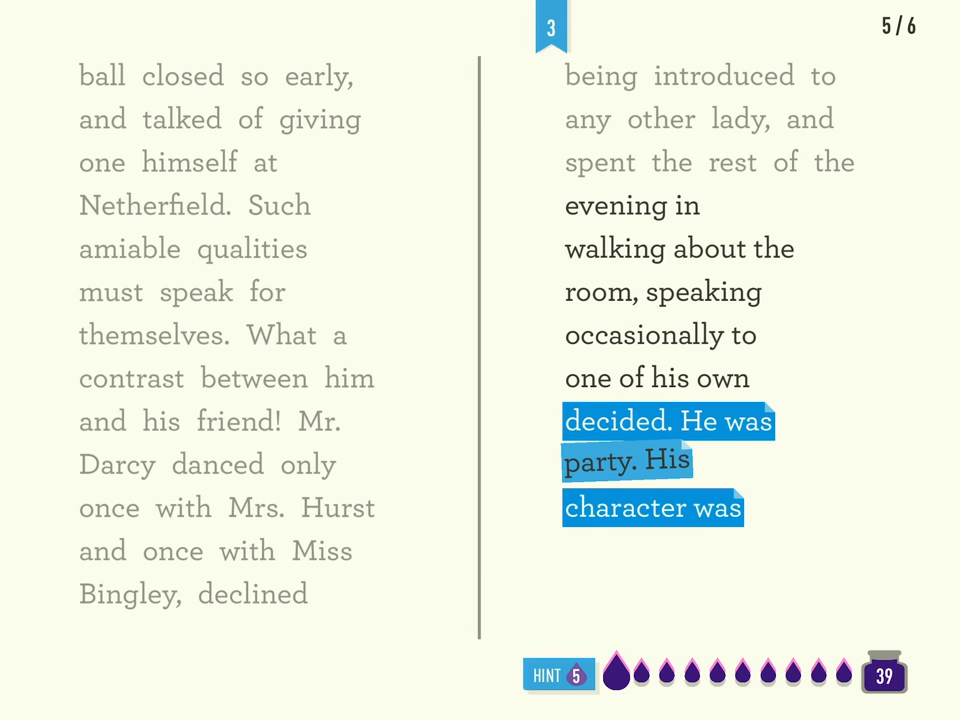 3
5 / 6
ball closed so early,
and talked of giving
one himself at
Netherfield. Such
amiable qualities
must speak for
themselves. What a
contrast between him
and his friend! Mr.
Darcy danced only
once with Mrs. Hurst
and once with Miss
Bingley, declined
being introduced to
any other lady, and
spent the rest of the
evening in
walking about the
room, speaking
occasionally to
one of his own
decided. He was
party. His
character was
HINT 5
39